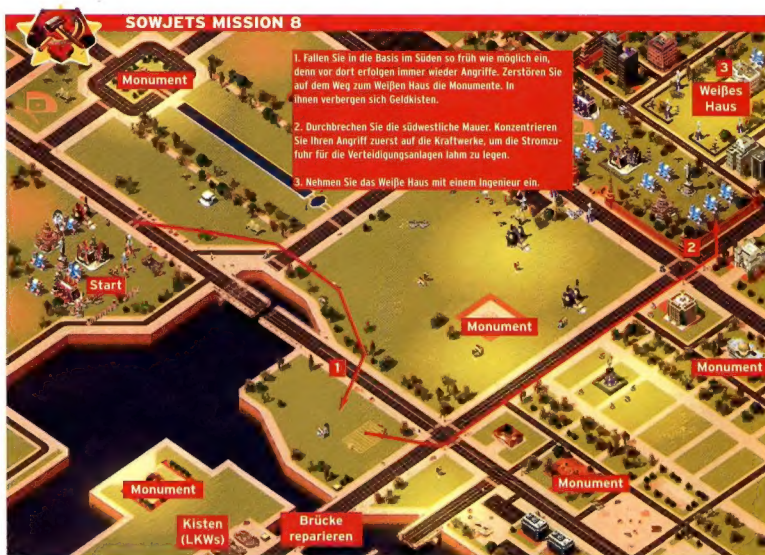 SOWJETS MISSION 8
1. Fallen Sie in die Basis im Süden so früh wie möglich ein,
denn vor dort erfolgen immer wieder Angriffe. Zerstören Sie
auf dem Weg zum Weißen Haus die Monumente. In
ihnen verbergen sich Geldkisten.
2. Durchbrechen Sie die südwestliche Mauer. Konzentrieren
Sie Ihren Angriff zuerst auf die Kraftwerke, um die Stromzu-
fuhr für die Verteidigungsanlagen lahm zu legen.
3. Nehmen Sie das Weiße Haus mit einem Ingenieur ein.
Monument
3
Weißes
Haus
2
Start
Monument
1
Monument
Monument
Monument
Kisten
(LKWs)
Brücke
reparieren